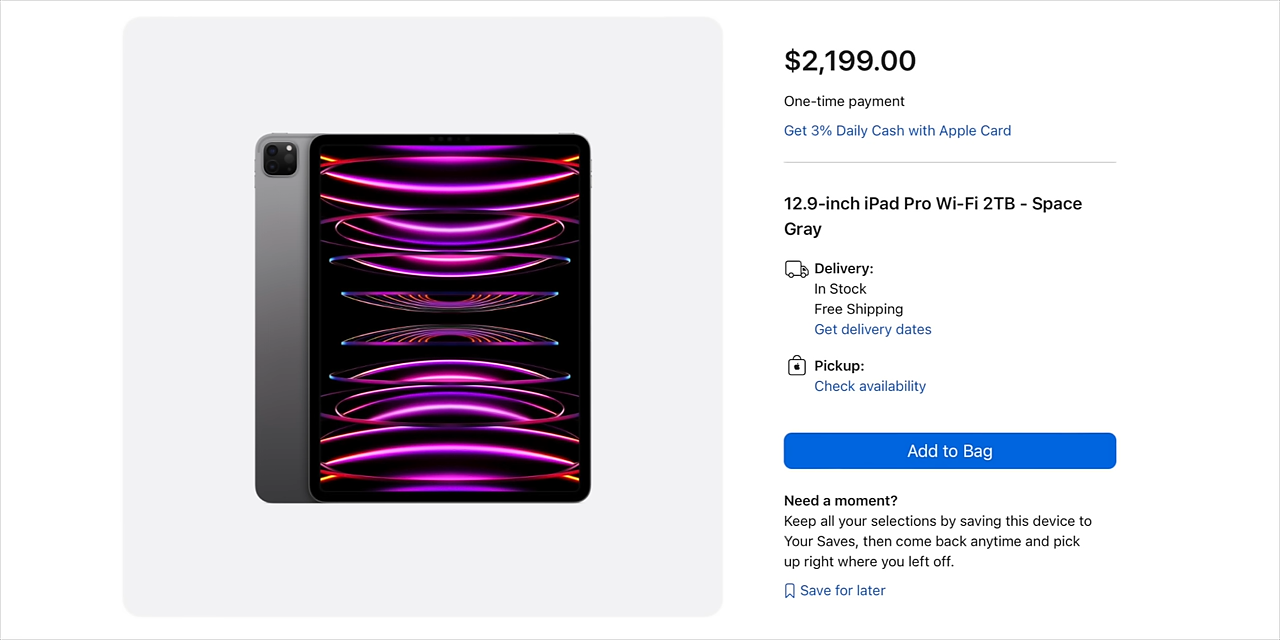 $2,199.00
One-time payment
Get 3% Daily Cash with Apple Card
12.9-inch iPad Pro Wi-Fi 2TB - Space
Gray
Delivery:
In Stock
Free Shipping
Get delivery dates
Pickup:
Check availability
Add to Bag
Need a moment?
Keep all your selections by saving this device to
Your Saves, then come back anytime and pick
up right where you left off.
Save for later